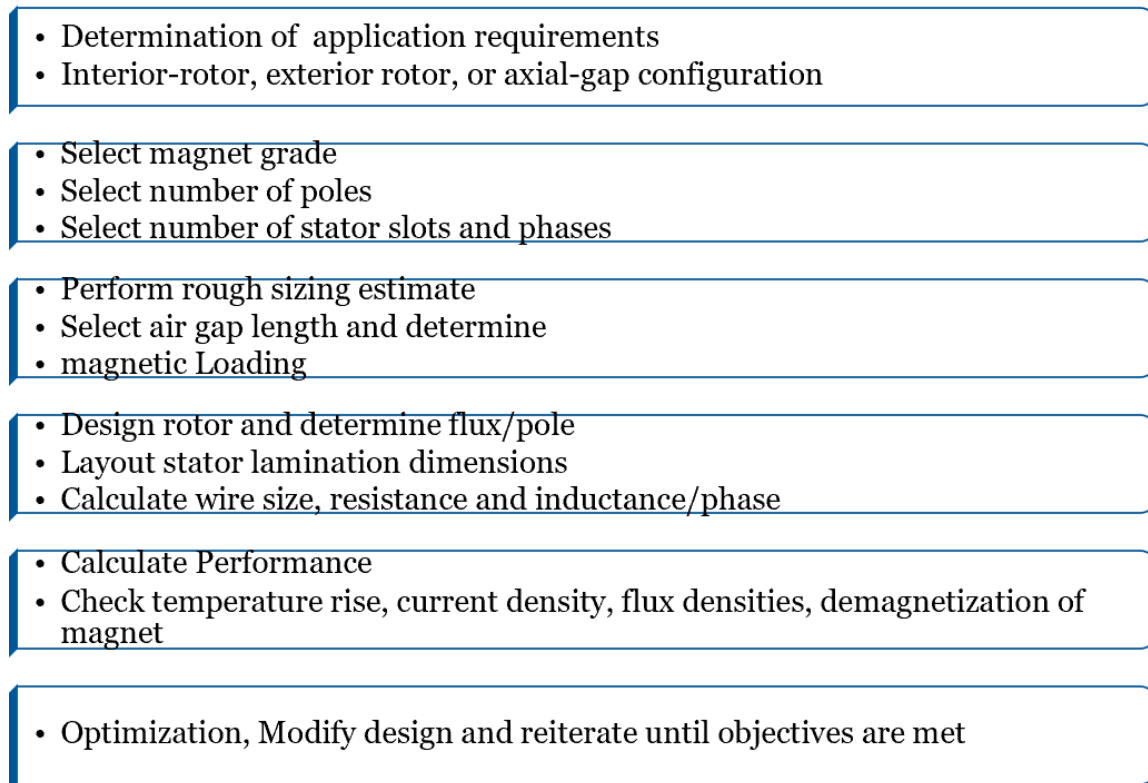 • Determination of  application requirements
• Interior-rotor, exterior rotor, or axial-gap configuration
• Select magnet grade
• Select number of poles
• Select number of stator slots and phases
• Perform rough sizing estimate
• Select air gap length and determine
• magnetic Loading
• Design rotor and determine flux/pole
• Layout stator lamination dimensions
• Calculate wire size, resistance and inductance/phase
• Calculate Performance
• Check temperature rise, current density, flux densities, demagnetization of
magnet
• Optimization, Modify design and reiterate until objectives are met